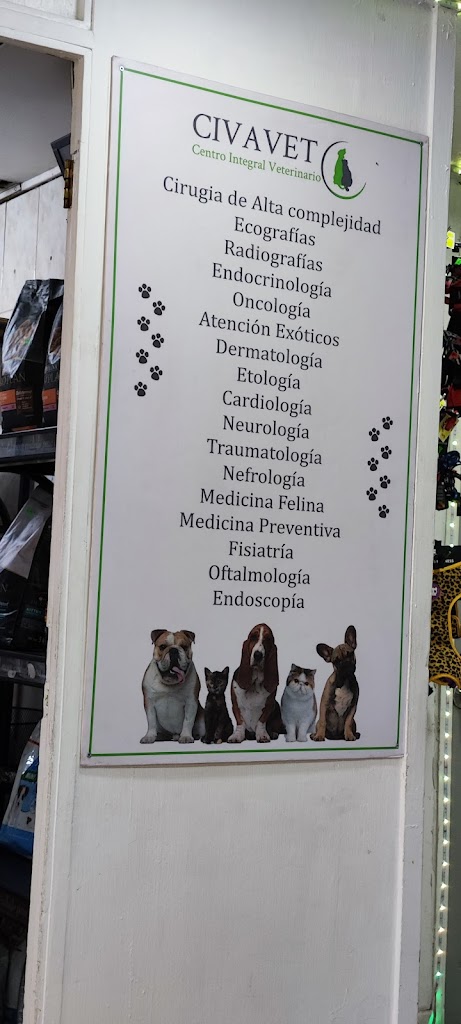 CIVAVET
Centro Integral Veterinario
Cirugia de Alta complejidad
Ecografías
Radiografías
Endocrinología
Oncología
Atención Exóticos
Dermatología
Etología
Cardiología
Neurología
Traumatología
Nefrología
Medicina Felina
Medicina Preventiva
Fisiatría
Oftalmología
Endoscopía